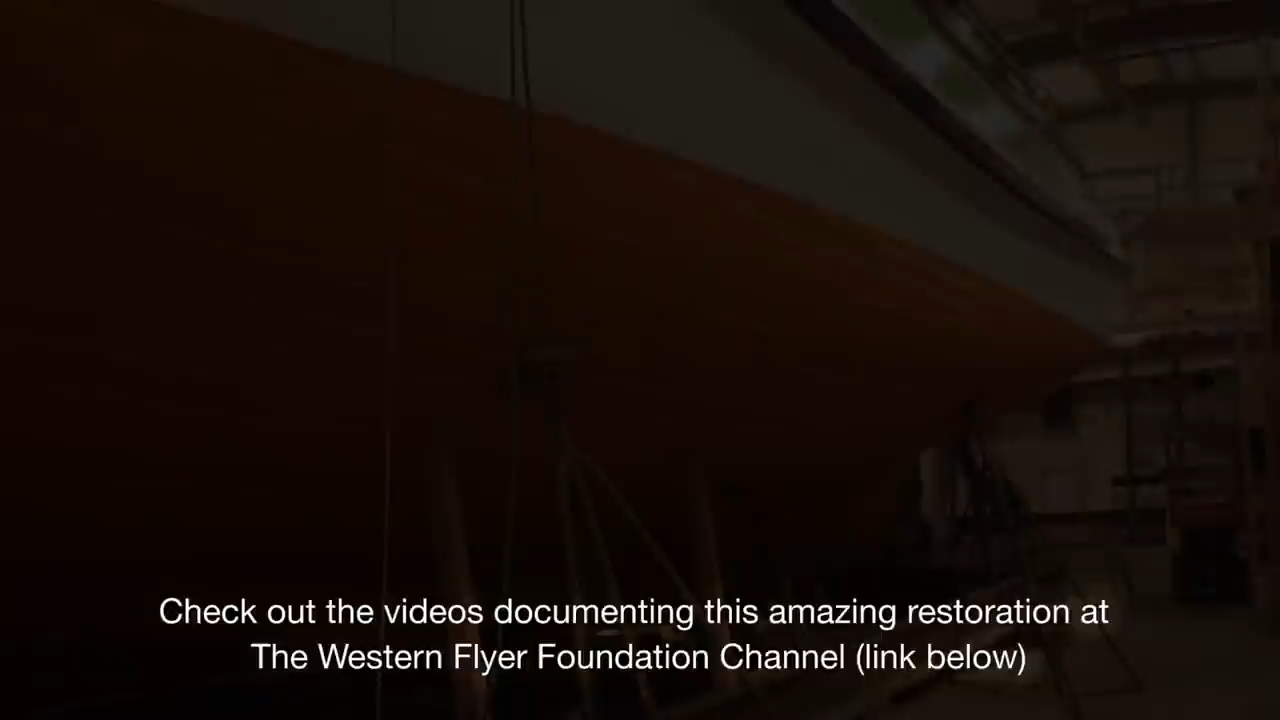 Check out the videos documenting this amazing restoration at
The Western Flyer Foundation Channel (link below)